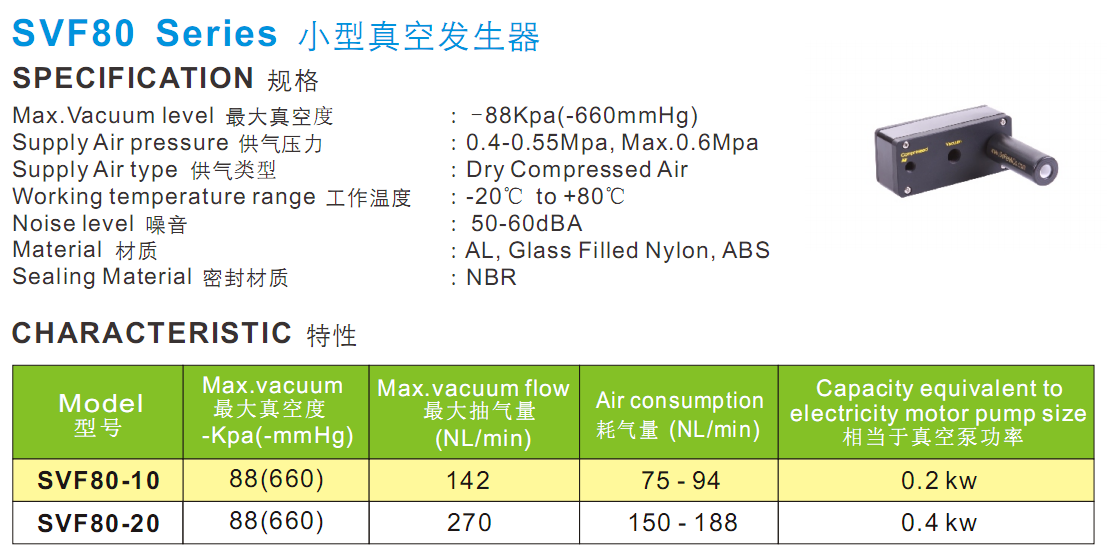 SVF80 Series 小型真空发生器
SPECIFICATION 规格
Max.Vacuum level 最大真空度 : -88Kpa(-660mmHg)
Supply Air pressure 供气压力 : 0.4-0.55Mpa, Max.0.6Mpa
Supply Air type 供气类型 : Dry Compressed Air
Working temperature range 工作温度 : -20℃ to +80℃
Noise level 噪音 : 50-60dBA
Material 材质 : AL, Glass Filled Nylon, ABS
Sealing Material 密封材质 : NBR
Compressed
Air
Vacuum
CHARACTERISTIC 特性
Model
型号
Max.vacuum
最大真空度
-Kpa(-mmHg)
Max.vacuum flow
最大抽气量
(NL/min)
Air consumption
耗气量 (NL/min)
Capacity equivalent to
electricity motor pump size
相当于真空泵功率
SVF80-10 88(660) 142 75 - 94 0.2 kw
SVF80-20 88(660) 270 150 - 188 0.4 kw